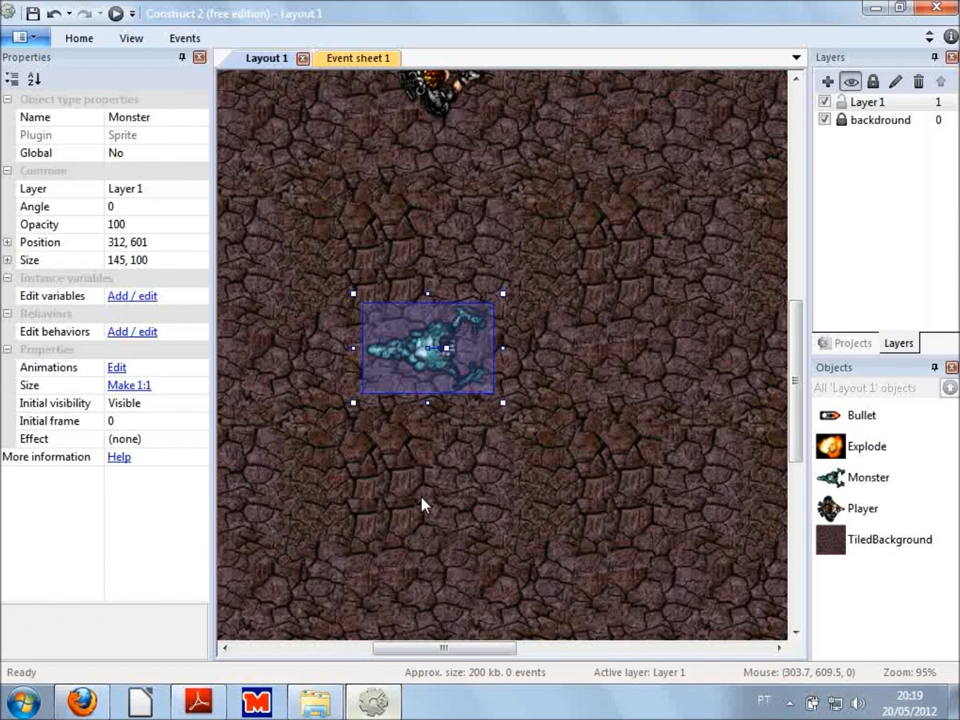 Construct 2 (free edition) - Layout 1
Home View Events
Properties
Layout 1 Event sheet 1
Layers
Object type properties
Name Monster
Plugin Sprite
Global No
Common
Layer Layer 1
Angle 0
Opacity 100
Position 312, 601
Size 145, 100
Instance variables
Edit variables Add / edit
Behaviors
Edit behaviors Add / edit
Properties
Animations Edit
Size Make 1:1
Initial visibility Visible
Initial frame 0
Effect (none)
More information Help
Layer 1 1
background 0
Projects Layers
Objects
All 'Layout 1' objects
Bullet
Explode
Monster
Player
TiledBackground
Ready Approx. size: 200 kb. 0 events Active layer: Layer 1 Mouse: (303.7, 609.5, 0) Zoom: 95%
PT 20:19
20/05/2012